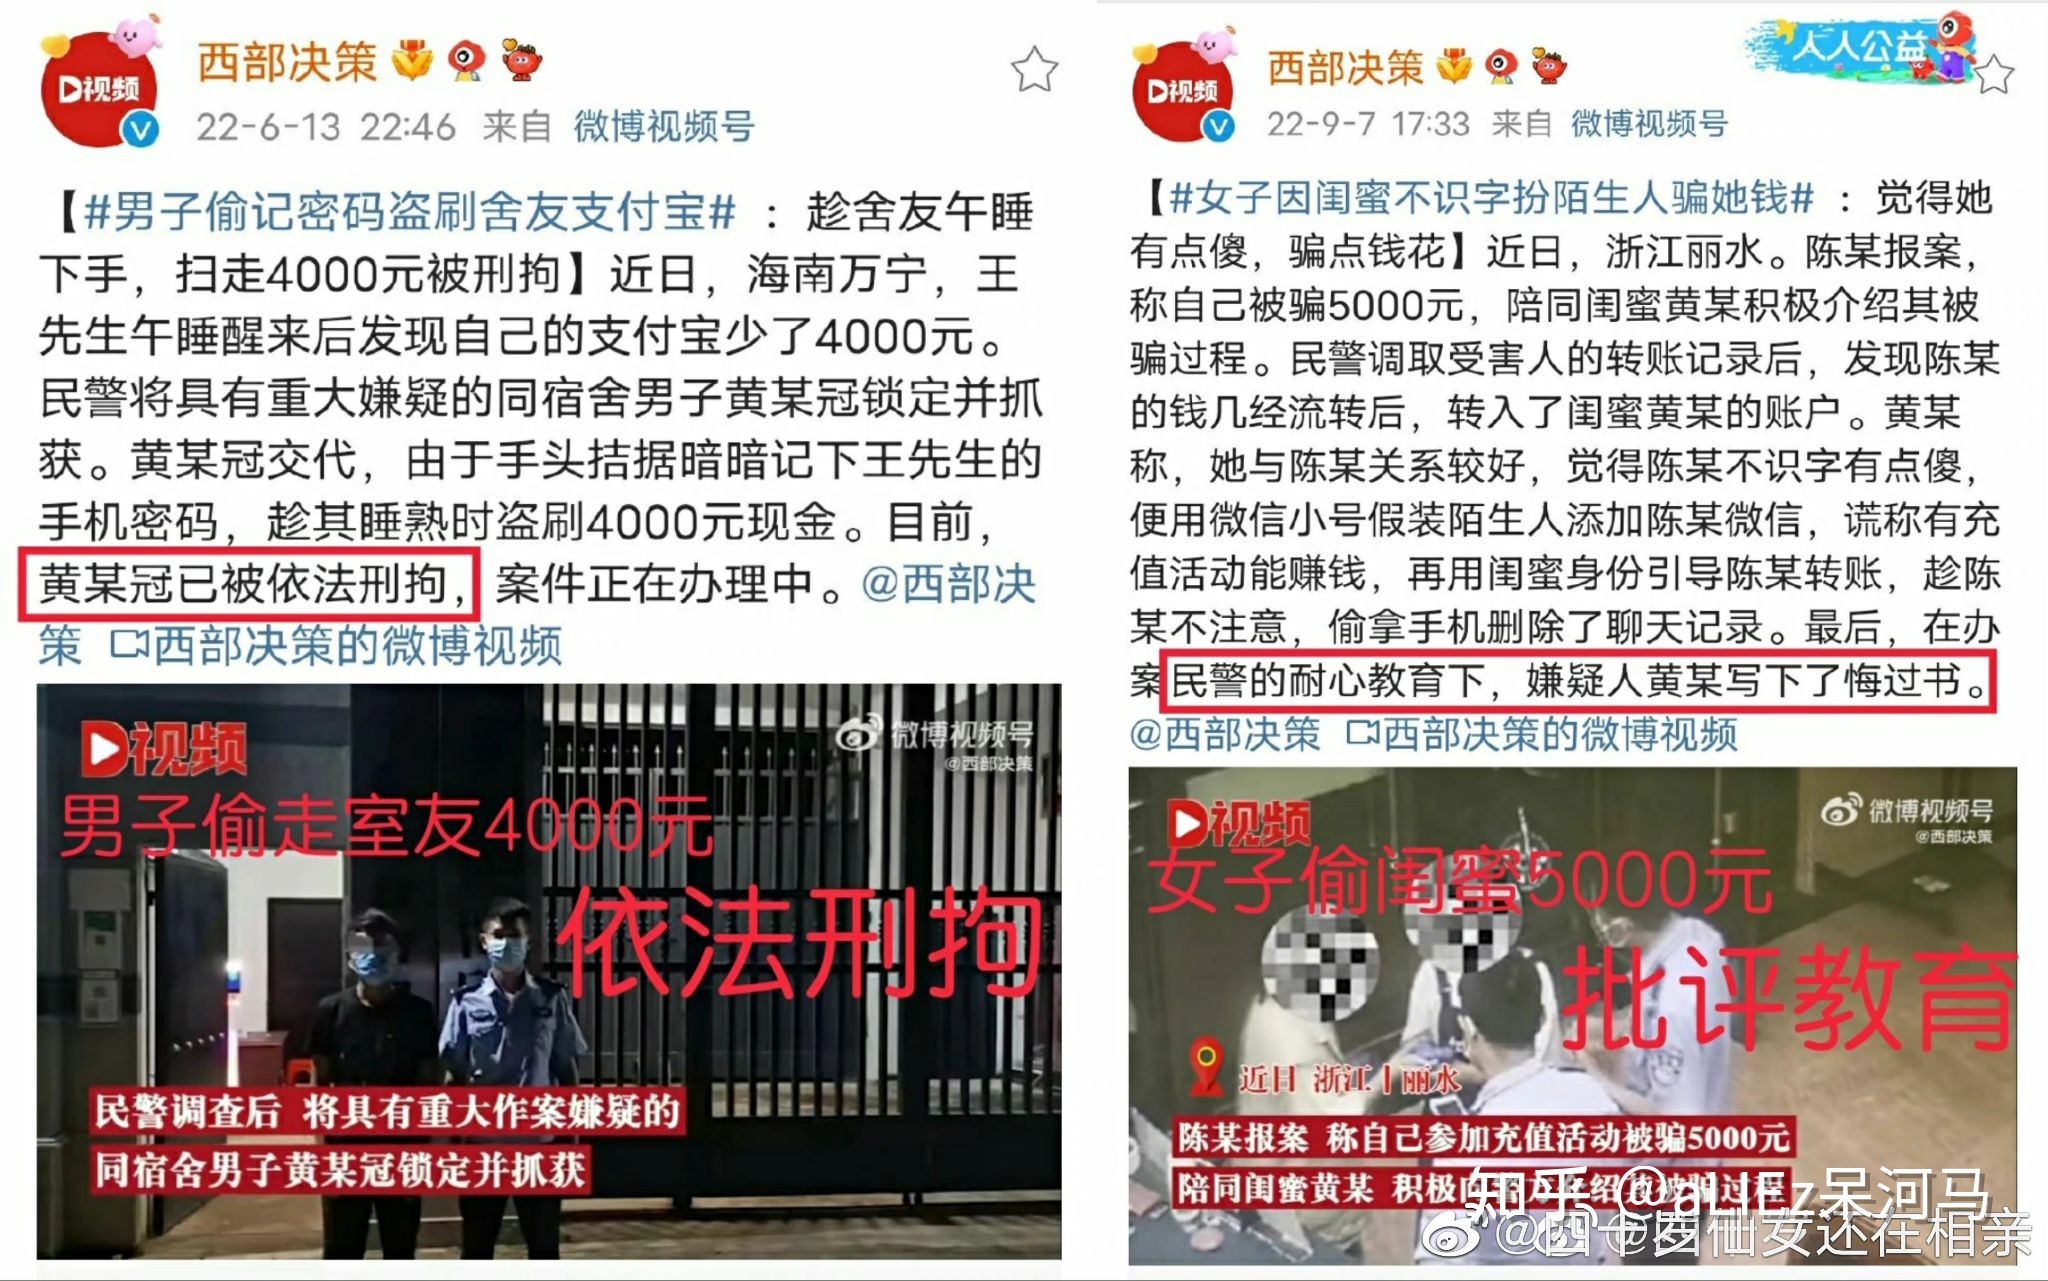 D视频
西部决策
22-6-13 22:46 来自 微博视频号
【#男子偷记密码盗刷舍友支付宝# ：趁舍友午睡
下手，扫走4000元被刑拘】近日，海南万宁，王
先生午睡醒来后发现自己的支付宝少了4000元。
民警将具有重大嫌疑的同宿舍男子黄某冠锁定并抓
获。黄某冠交代，由于手头拮据暗暗记下王先生的
手机密码，趁其睡熟时盗刷4000元现金。目前，
黄某冠已被依法刑拘，案件正在办理中。@西部决
策 西部决策的微博视频
D视频
微博视频号
@西部决策
男子偷走室友4000元
依法刑拘
民警调查后 将具有重大作案嫌疑的
同宿舍男子黄某冠锁定并抓获
D视频
西部决策
人人公益
22-9-7 17:33 来自 微博视频号
【#女子因闺蜜不识字扮陌生人骗她钱# ：觉得她
有点傻，骗点钱花】近日，浙江丽水。陈某报案，
称自己被骗5000元，陪同闺蜜黄某积极介绍其被
骗过程。民警调取受害人的转账记录后，发现陈某
的钱几经流转后，转入了闺蜜黄某的账户。黄某
称，她与陈某关系较好，觉得陈某不识字有点傻，
便用微信小号假装陌生人添加陈某微信，谎称有充
值活动能赚钱，再用闺蜜身份引导陈某转账，趁陈
某不注意，偷拿手机删除了聊天记录。最后，在办
案民警的耐心教育下，嫌疑人黄某写下了悔过书。
@西部决策 西部决策的微博视频
视频
微博视频号
@西部决策
女子偷闺蜜5000元
批评教育
近日 浙江丨丽水
陈某报案 称自己参加充值活动被骗5000元
陪同闺蜜黄某 积极向警方介绍其被骗过程
知乎 @aLIEz呆河马
仙女还在相亲